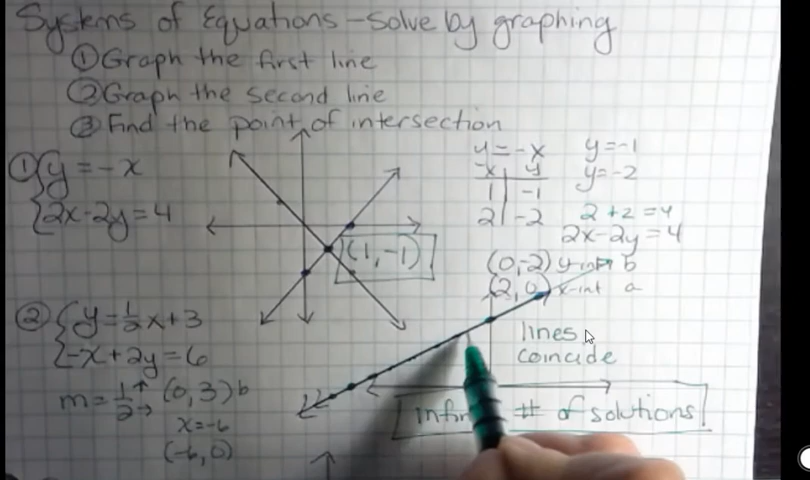 Systems of Equations - Solve by graphing
① Graph the first line
② Graph the second line
③ Find the point of intersection
① { y = -x
2x - 2y = 4
(1, -1)
y = -x
x | y
1 | -1
2 | -2
y = -1
y = -2
2 + 2 = 4
2x - 2y = 4
(0, -2) y-int b
(2, 0) x-int a
② { y = 1/2 x + 3
-x + 2y = 6
m = 1/2 ↑→ (0, 3) b
x = -6
(-6, 0)
lines
coincide
# of solutions